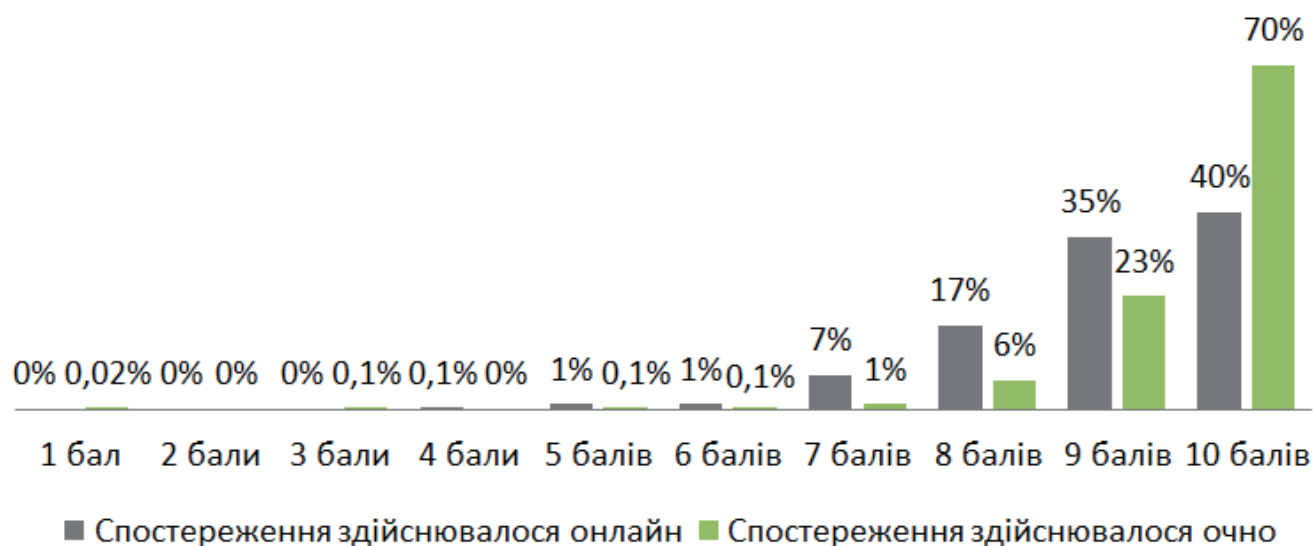 70%
40%
35%
23%
17%
7%
6%
0% 0,02% 0% 0% 0% 0,1% 0,1% 0% 1% 0,1% 1% 0,1% 1%
1 бал 2 бали 3 бали 4 бали 5 балів 6 балів 7 балів 8 балів 9 балів 10 балів
Спостереження здійснювалося онлайн Спостереження здійснювалося очно